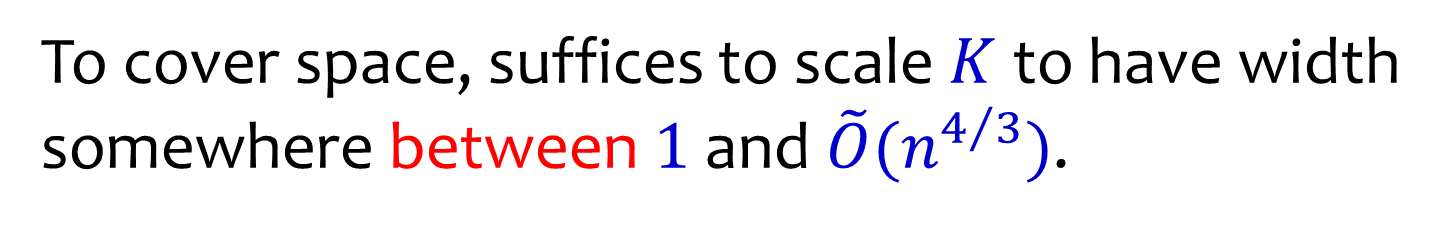 To cover space, suffices to scale K to have width
somewhere between 1 and Õ(n^{4/3}).